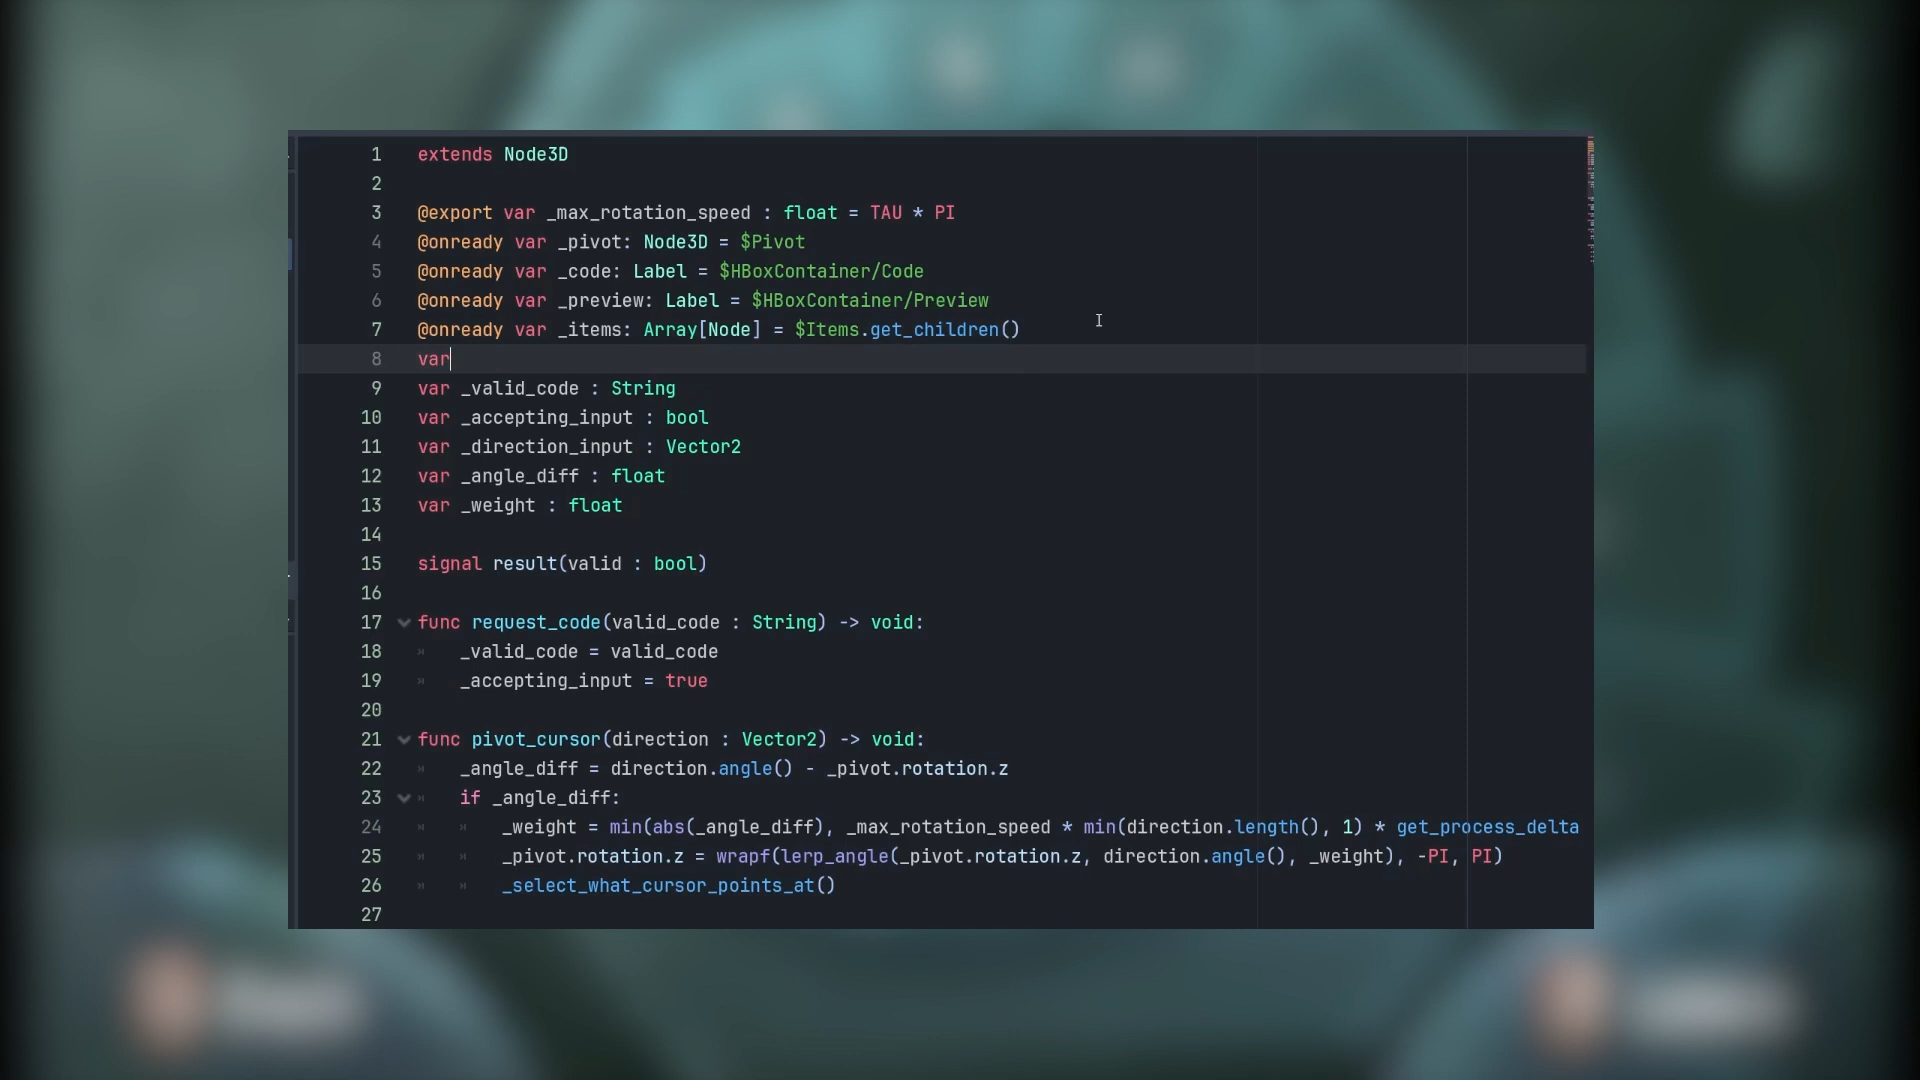 1 extends Node3D
2
3 @export var _max_rotation_speed : float = TAU * PI
4 @onready var _pivot: Node3D = $Pivot
5 @onready var _code: Label = $HBoxContainer/Code
6 @onready var _preview: Label = $HBoxContainer/Preview
7 @onready var _items: Array[Node] = $Items.get_children()
8 var
9 var _valid_code : String
10 var _accepting_input : bool
11 var _direction_input : Vector2
12 var _angle_diff : float
13 var _weight : float
14
15 signal result(valid : bool)
16
17 func request_code(valid_code : String) -> void:
18 _valid_code = valid_code
19 _accepting_input = true
20
21 func pivot_cursor(direction : Vector2) -> void:
22 _angle_diff = direction.angle() - _pivot.rotation.z
23 if _angle_diff:
24 _weight = min(abs(_angle_diff), _max_rotation_speed * min(direction.length(), 1) * get_process_delta
25 _pivot.rotation.z = wrapf(lerp_angle(_pivot.rotation.z, direction.angle(), _weight), -PI, PI)
26 _select_what_cursor_points_at()
27